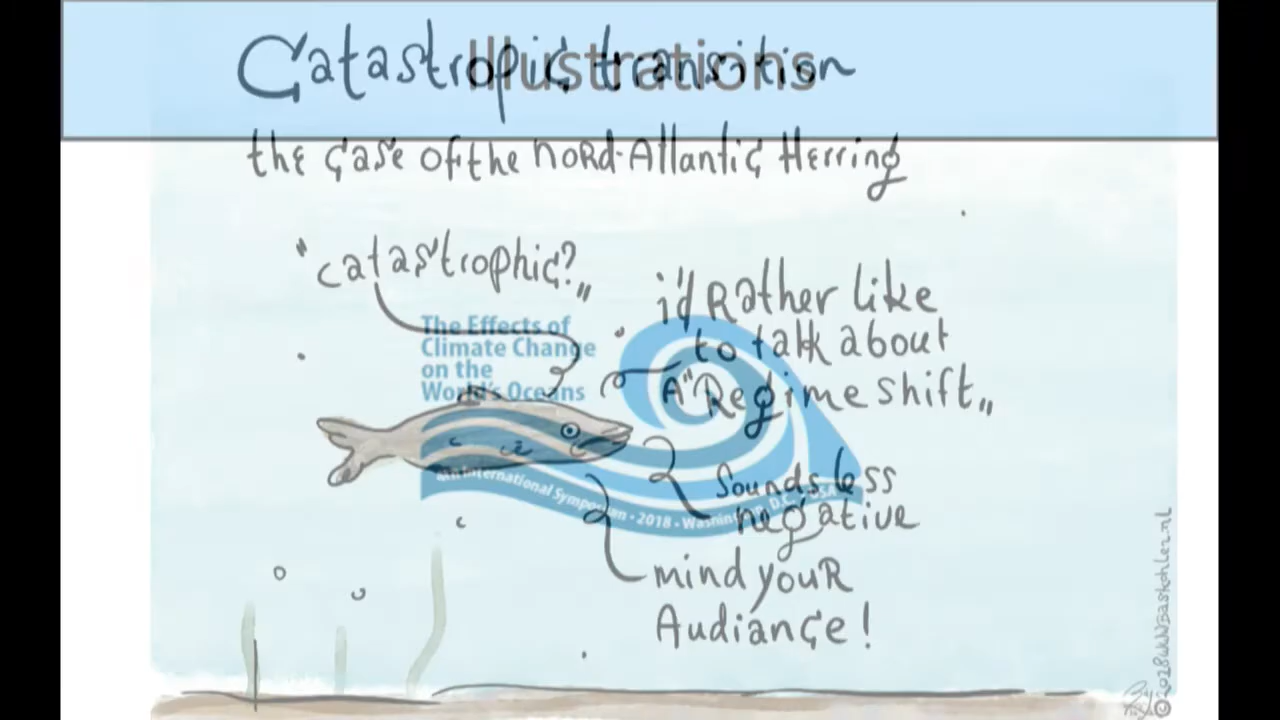 Illustrations
Catastropic transition
the case of the Nord-Atlantic Herring
"catastrophic?"
i'd Rather like
to talk about
A "Regime shift"
The Effects of
Climate Change
on the
World's Oceans
Sounds less
negative
4th International Symposium • 2018 • Washington, D.C., USA
mind youR
Audiance!